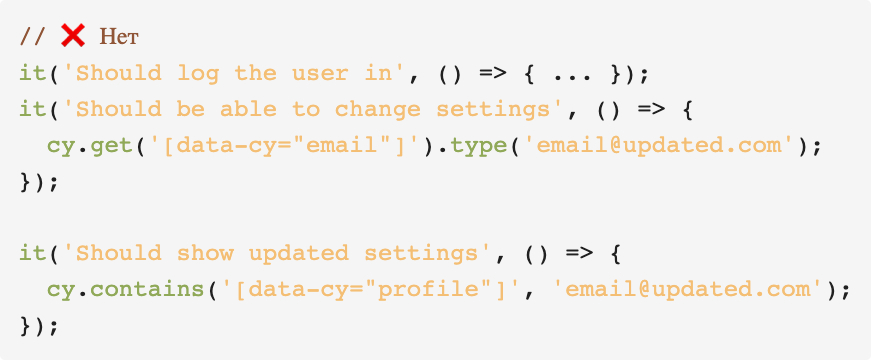 // ❌ Нет
it('Should log the user in', () => { ... });
it('Should be able to change settings', () => {
  cy.get('[data-cy="email"]').type('email@updated.com');
});

it('Should show updated settings', () => {
  cy.contains('[data-cy="profile"]', 'email@updated.com');
});